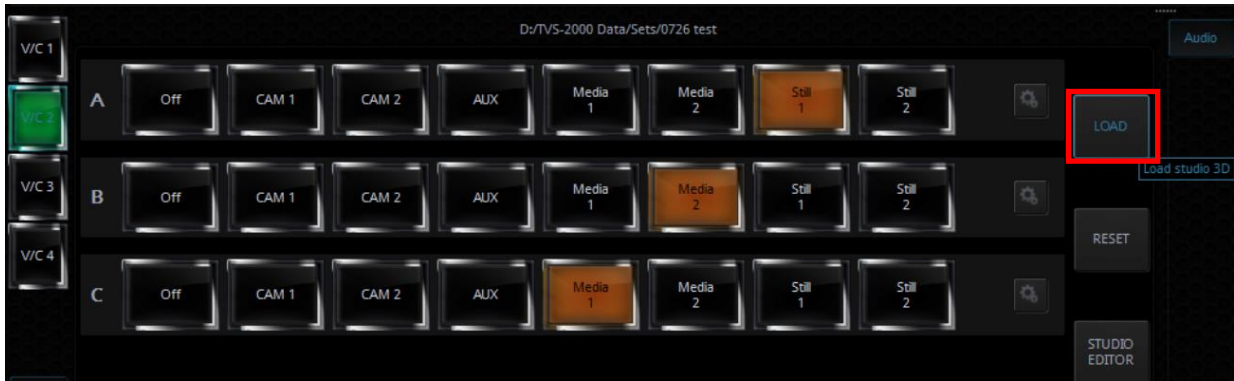 D:/TVS-2000 Data/Sets/0726 test
Audio
V/C 1
V/C 2
V/C 3
V/C 4
A
Off
CAM 1
CAM 2
AUX
Media
1
Media
2
Still
1
Still
2
LOAD
Load studio 3D
B
Off
CAM 1
CAM 2
AUX
Media
1
Media
2
Still
1
Still
2
RESET
C
Off
CAM 1
CAM 2
AUX
Media
1
Media
2
Still
1
Still
2
STUDIO
EDITOR